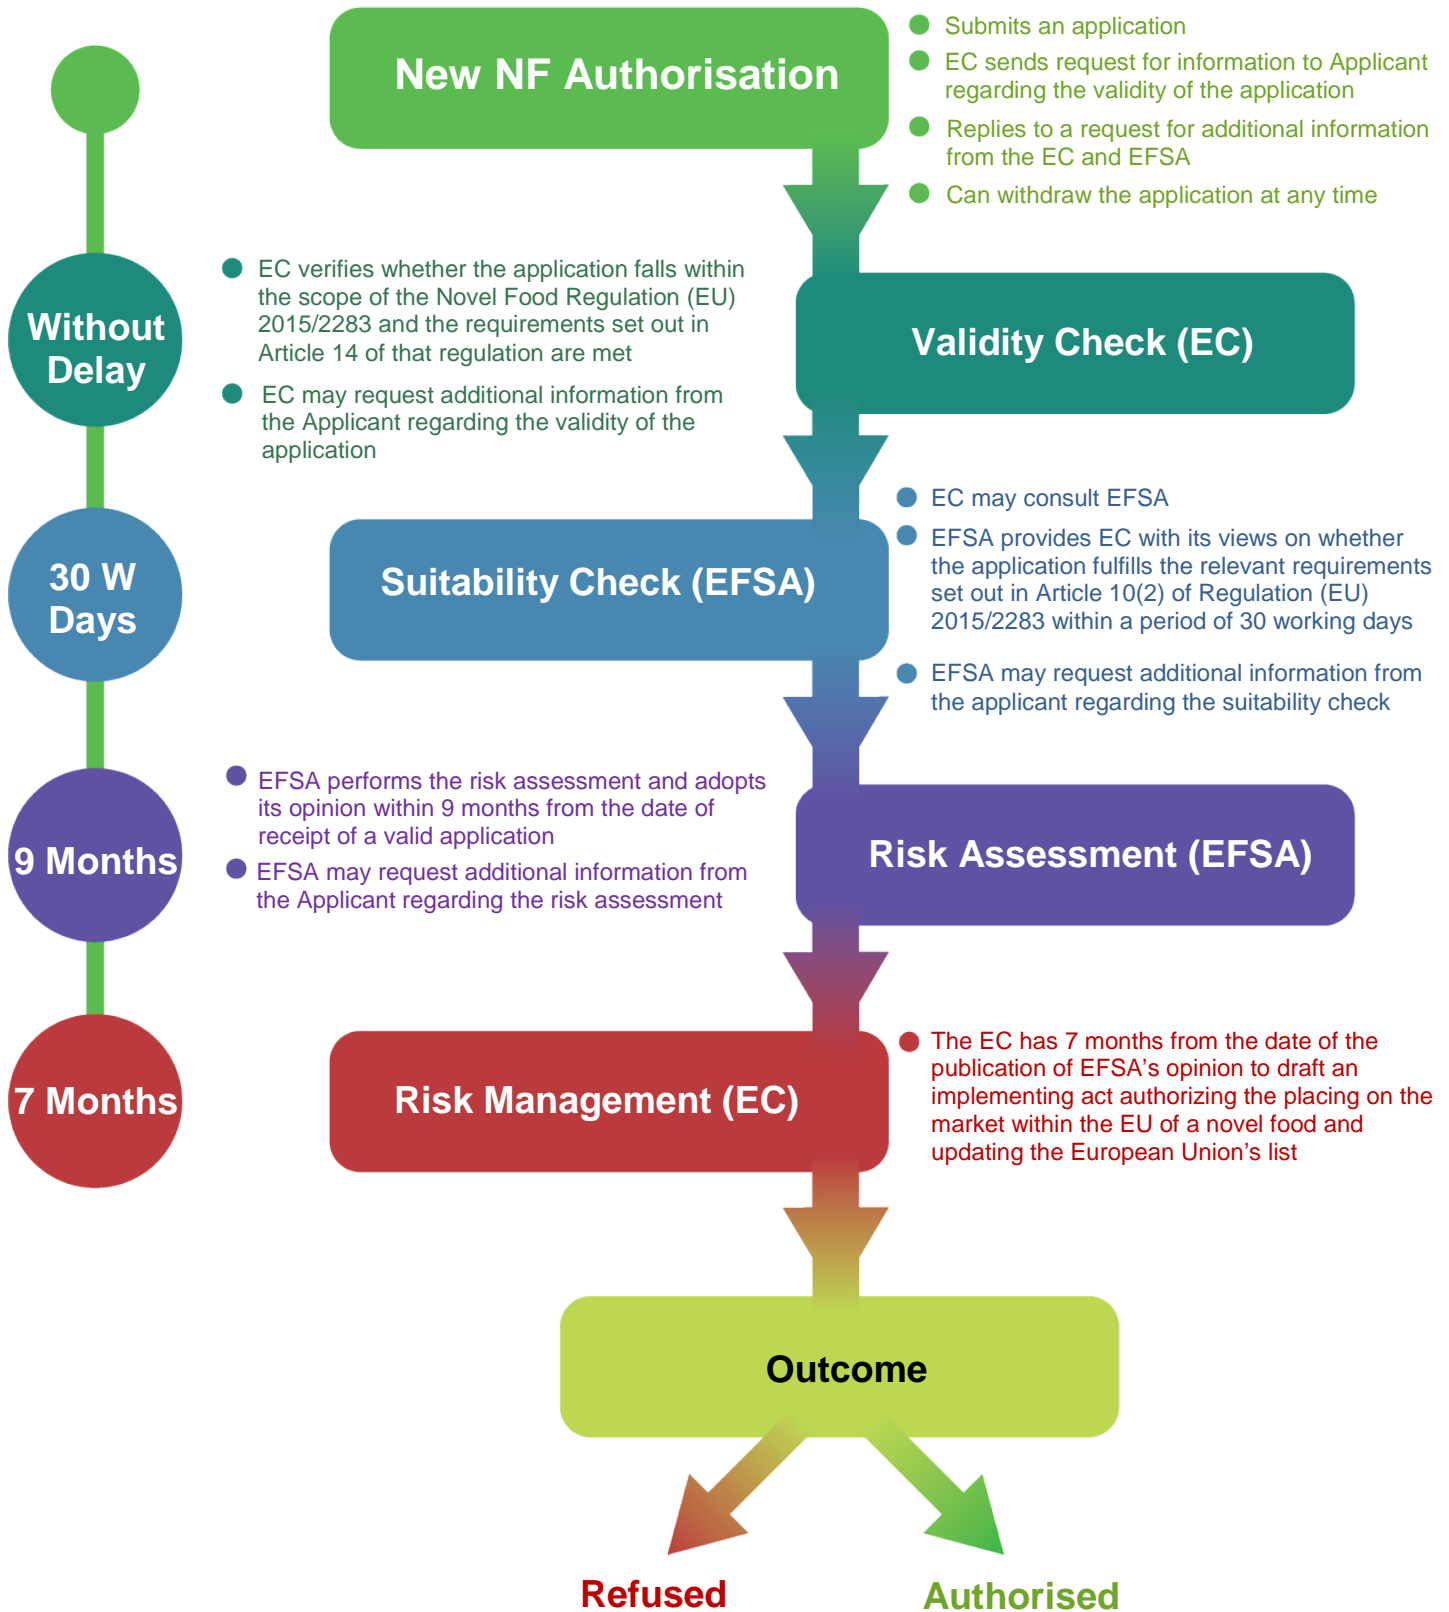 New NF Authorisation
Submits an application
EC sends request for information to Applicant
regarding the validity of the application
Replies to a request for additional information
from the EC and EFSA
Can withdraw the application at any time
Without
Delay
EC verifies whether the application falls within
the scope of the Novel Food Regulation (EU)
2015/2283 and the requirements set out in
Article 14 of that regulation are met
EC may request additional information from
the Applicant regarding the validity of the
application
Validity Check (EC)
30 W
Days
Suitability Check (EFSA)
EC may consult EFSA
EFSA provides EC with its views on whether
the application fulfills the relevant requirements
set out in Article 10(2) of Regulation (EU)
2015/2283 within a period of 30 working days
EFSA may request additional information from
the applicant regarding the suitability check
9 Months
EFSA performs the risk assessment and adopts
its opinion within 9 months from the date of
receipt of a valid application
EFSA may request additional information from
the Applicant regarding the risk assessment
Risk Assessment (EFSA)
7 Months
Risk Management (EC)
The EC has 7 months from the date of the
publication of EFSA’s opinion to draft an
implementing act authorizing the placing on the
market within the EU of a novel food and
updating the European Union’s list
Outcome
Refused
Authorised